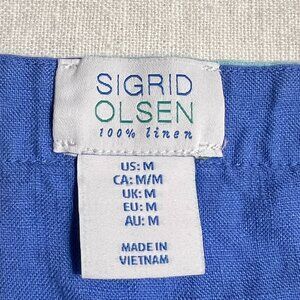 SIGRID
OLSEN
100% linen
US: M
CA: M/M
UK: M
EU: M
AU: M
MADE IN
VIETNAM